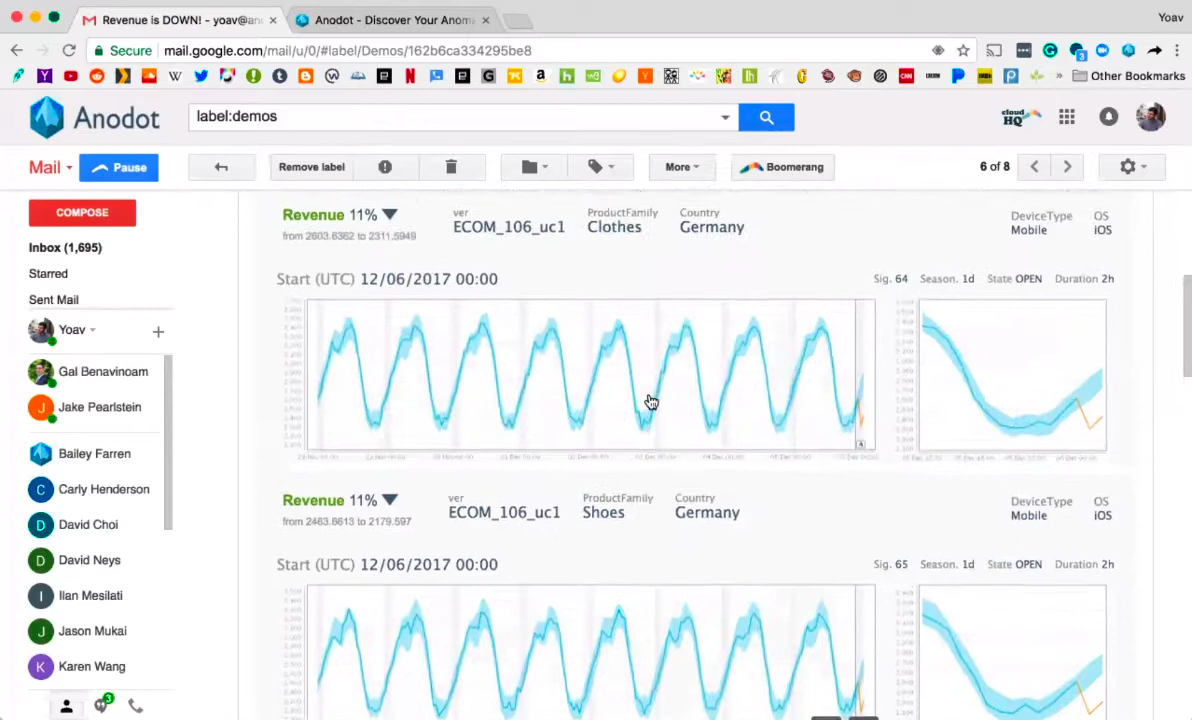 Revenue is DOWN! - yoav@an
Anodot - Discover Your Anom
Yoav
Secure
mail.google.com/mail/u/0/#label/Demos/162b6ca334295be8
Other Bookmarks
Anodot
label:demos
cloud HQ
Mail
Pause
Remove label
More
Boomerang
6 of 8
COMPOSE
Inbox (1,695)
Starred
Sent Mail
Yoav
Gal Benavinoam
Jake Pearlstein
Bailey Farren
Carly Henderson
David Choi
David Neys
Ilan Mesilati
Jason Mukai
Karen Wang
Revenue 11%
from 2603.6362 to 2311.5949
ver
ECOM_106_uc1
ProductFamily
Clothes
Country
Germany
DeviceType
Mobile
OS
iOS
Start (UTC) 12/06/2017 00:00
Sig. 64 Season. 1d State OPEN Duration 2h
Revenue 11%
from 2463.6613 to 2179.597
ver
ECOM_106_uc1
ProductFamily
Shoes
Country
Germany
DeviceType
Mobile
OS
iOS
Start (UTC) 12/06/2017 00:00
Sig. 65 Season. 1d State OPEN Duration 2h